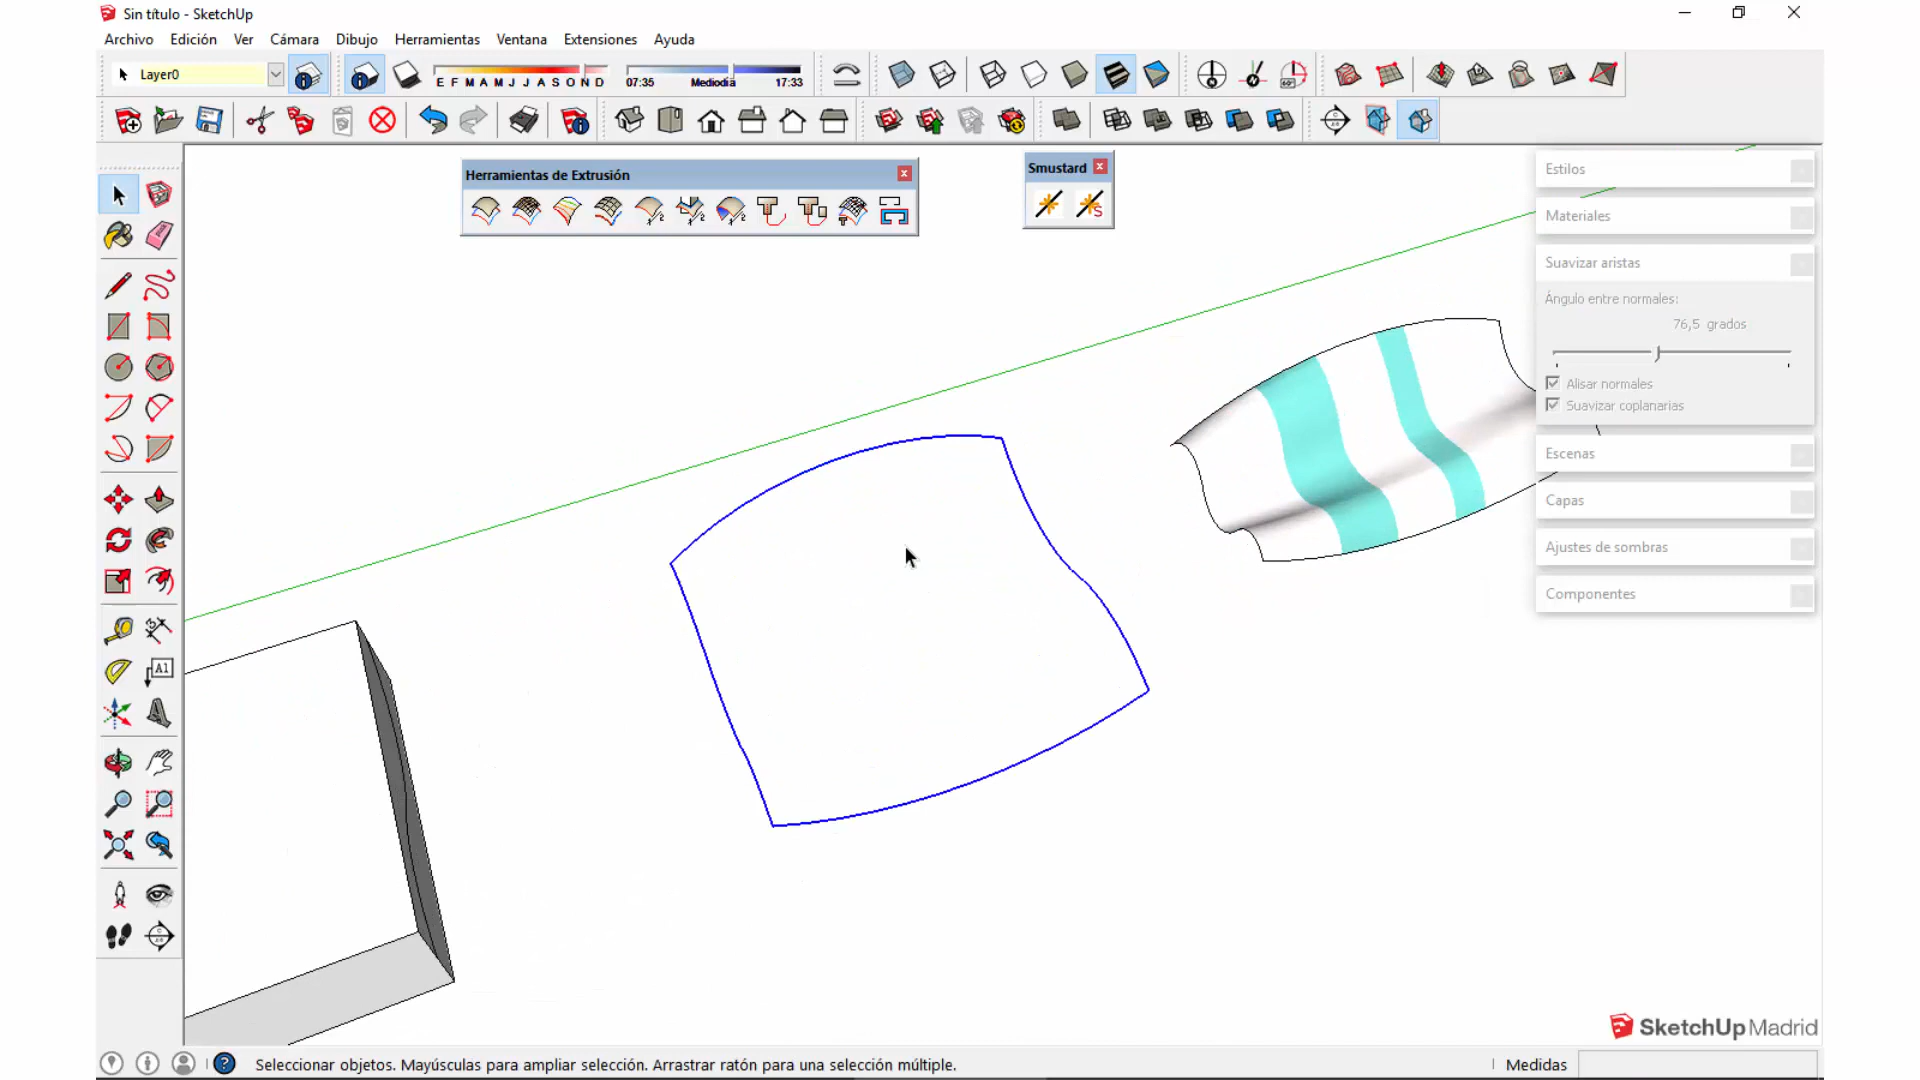 Sin título - SketchUp
Archivo Edición Ver Cámara Dibujo Herramientas Ventana Extensiones Ayuda
Layer0
E F M A M J J A S O N D
07:35 Mediodía 17:33
Herramientas de Extrusión
Smustard
Estilos
Materiales
Suavizar aristas
Ángulo entre normales:
76,5 grados
Alisar normales
Suavizar coplanarias
Escenas
Capas
Ajustes de sombras
Componentes
A1
SketchUp Madrid
Seleccionar objetos. Mayúsculas para ampliar selección. Arrastrar ratón para una selección múltiple.
Medidas